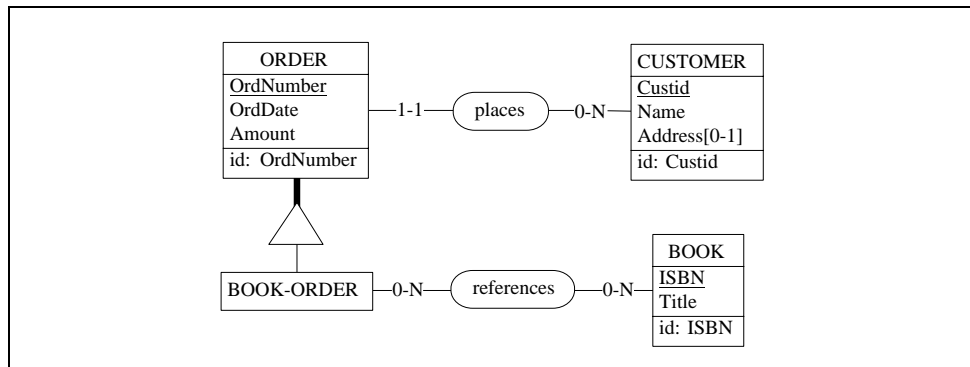 ORDER
OrdNumber
OrdDate
Amount
id: OrdNumber
1-1
places
0-N
CUSTOMER
Custid
Name
Address[0-1]
id: Custid
BOOK-ORDER
0-N
references
0-N
BOOK
ISBN
Title
id: ISBN